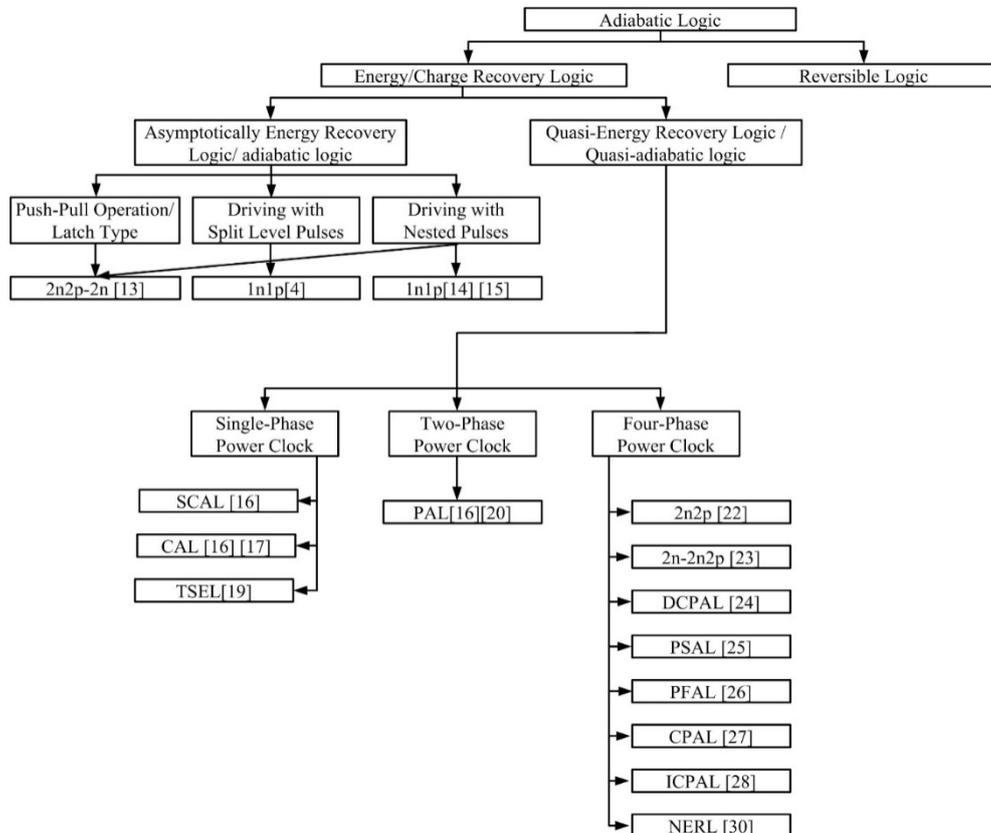 Adiabatic Logic
Energy/Charge Recovery Logic
Reversible Logic
Asymptotically Energy Recovery
Logic/ adiabatic logic
Quasi-Energy Recovery Logic /
Quasi-adiabatic logic
Push-Pull Operation/
Latch Type
Driving with
Split Level Pulses
Driving with
Nested Pulses
2n2p-2n [13]
1n1p[4]
1n1p[14] [15]
Single-Phase
Power Clock
Two-Phase
Power Clock
Four-Phase
Power Clock
SCAL [16]
CAL [16] [17]
TSEL[19]
PAL[16][20]
2n2p [22]
2n-2n2p [23]
DCPAL [24]
PSAL [25]
PFAL [26]
CPAL [27]
ICPAL [28]
NERL [30]